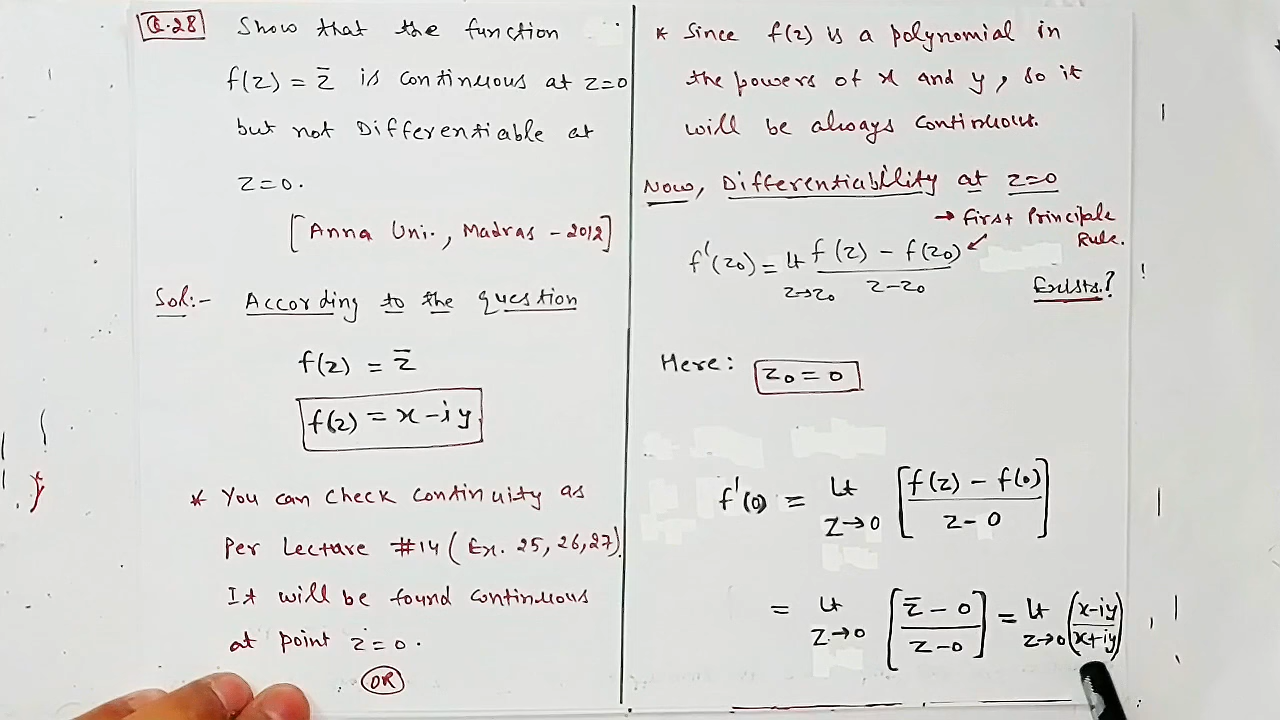 Q.28 Show that the function
f(z) = z̄ is continuous at z=0
but not Differentiable at
z=0.
[Anna Uni., Madras - 2012]
Sol:- According to the question
f(z) = z̄
f(z) = x-iy
* You can check continuity as
Per Lecture #14 (Ex. 25, 26, 27).
It will be found continuous
at point z=0.
OR
* Since f(z) is a polynomial in
the powers of x and y, so it
will be always continuous.
Now, Differentiability at z=0
→ First Principle
Rule.
f'(z₀) = Lt z→z₀ f(z) - f(z₀) / z-z₀
Exists.?
Here: z₀ = 0
f'(0) = Lt z→0 [f(z) - f(0) / z-0]
= Lt z→0 [z̄ - 0 / z-0] = Lt z→0 (x-iy / x+iy)